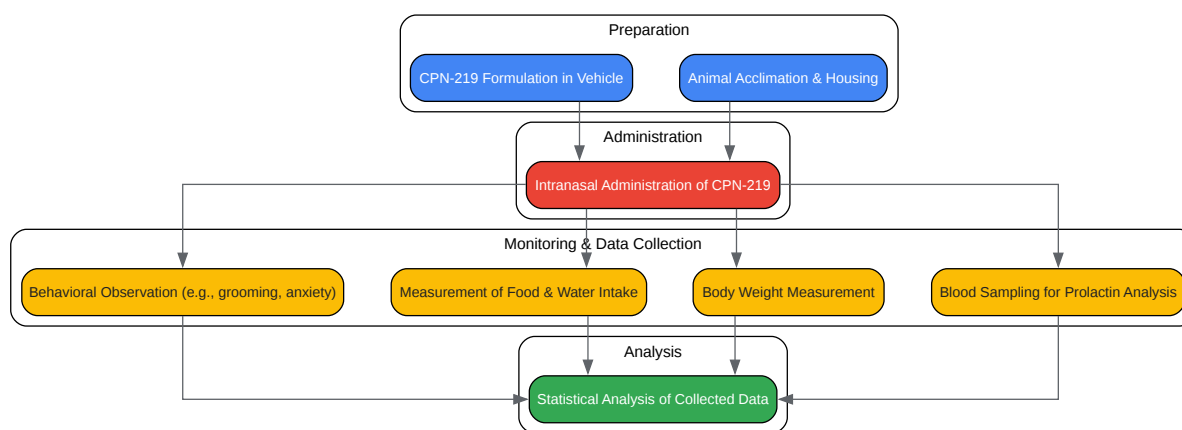 Preparation
CPN-219 Formulation in Vehicle
Animal Acclimation & Housing
Administration
Intranasal Administration of CPN-219
Monitoring & Data Collection
Behavioral Observation (e.g., grooming, anxiety)
Measurement of Food & Water Intake
Body Weight Measurement
Blood Sampling for Prolactin Analysis
Analysis
Statistical Analysis of Collected Data